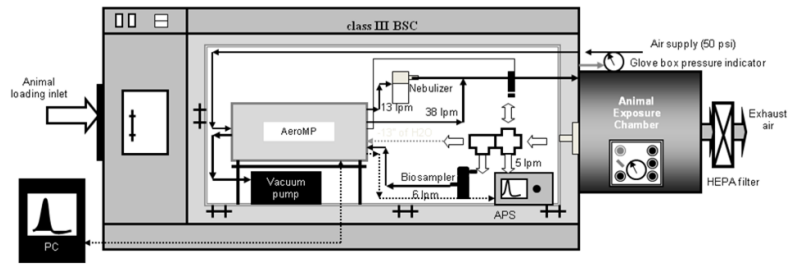 class III BSC
Air supply (50 psi)
Glove box pressure indicator
Animal
loading inlet
Nebulizer
13 lpm
38 lpm
Animal
Exposure
Chamber
Exhaust
air
AeroMP
-13" of H2O
5 lpm
HEPA filter
Biosampler
6 lpm
Vacuum
pump
APS
PC